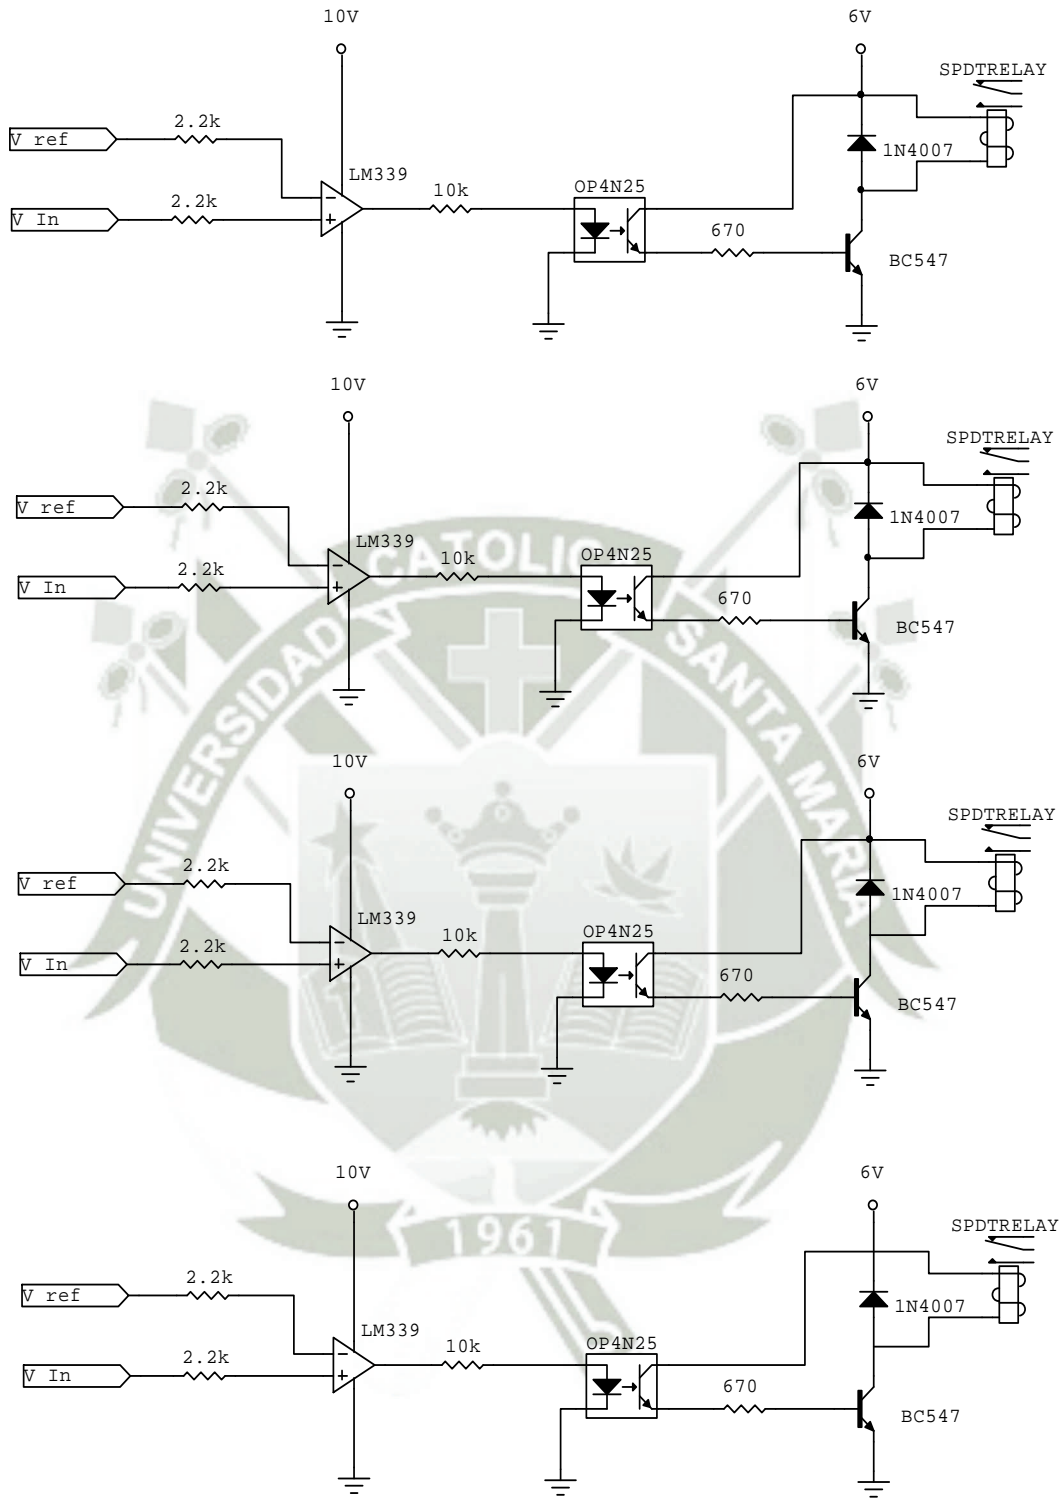 10V
6V
SPDTRELAY
V ref
2.2k
1N4007
LM339
V In
2.2k
10k
OP4N25
670
BC547
10V
6V
SPDTRELAY
V ref
2.2k
1N4007
LM339
V In
2.2k
10k
OP4N25
670
BC547
10V
6V
SPDTRELAY
V ref
2.2k
1N4007
LM339
V In
2.2k
10k
OP4N25
670
BC547
10V
6V
SPDTRELAY
V ref
2.2k
1N4007
LM339
V In
2.2k
10k
OP4N25
670
BC547
UNIVERSIDAD CATOLICA SANTA MARIA
1961